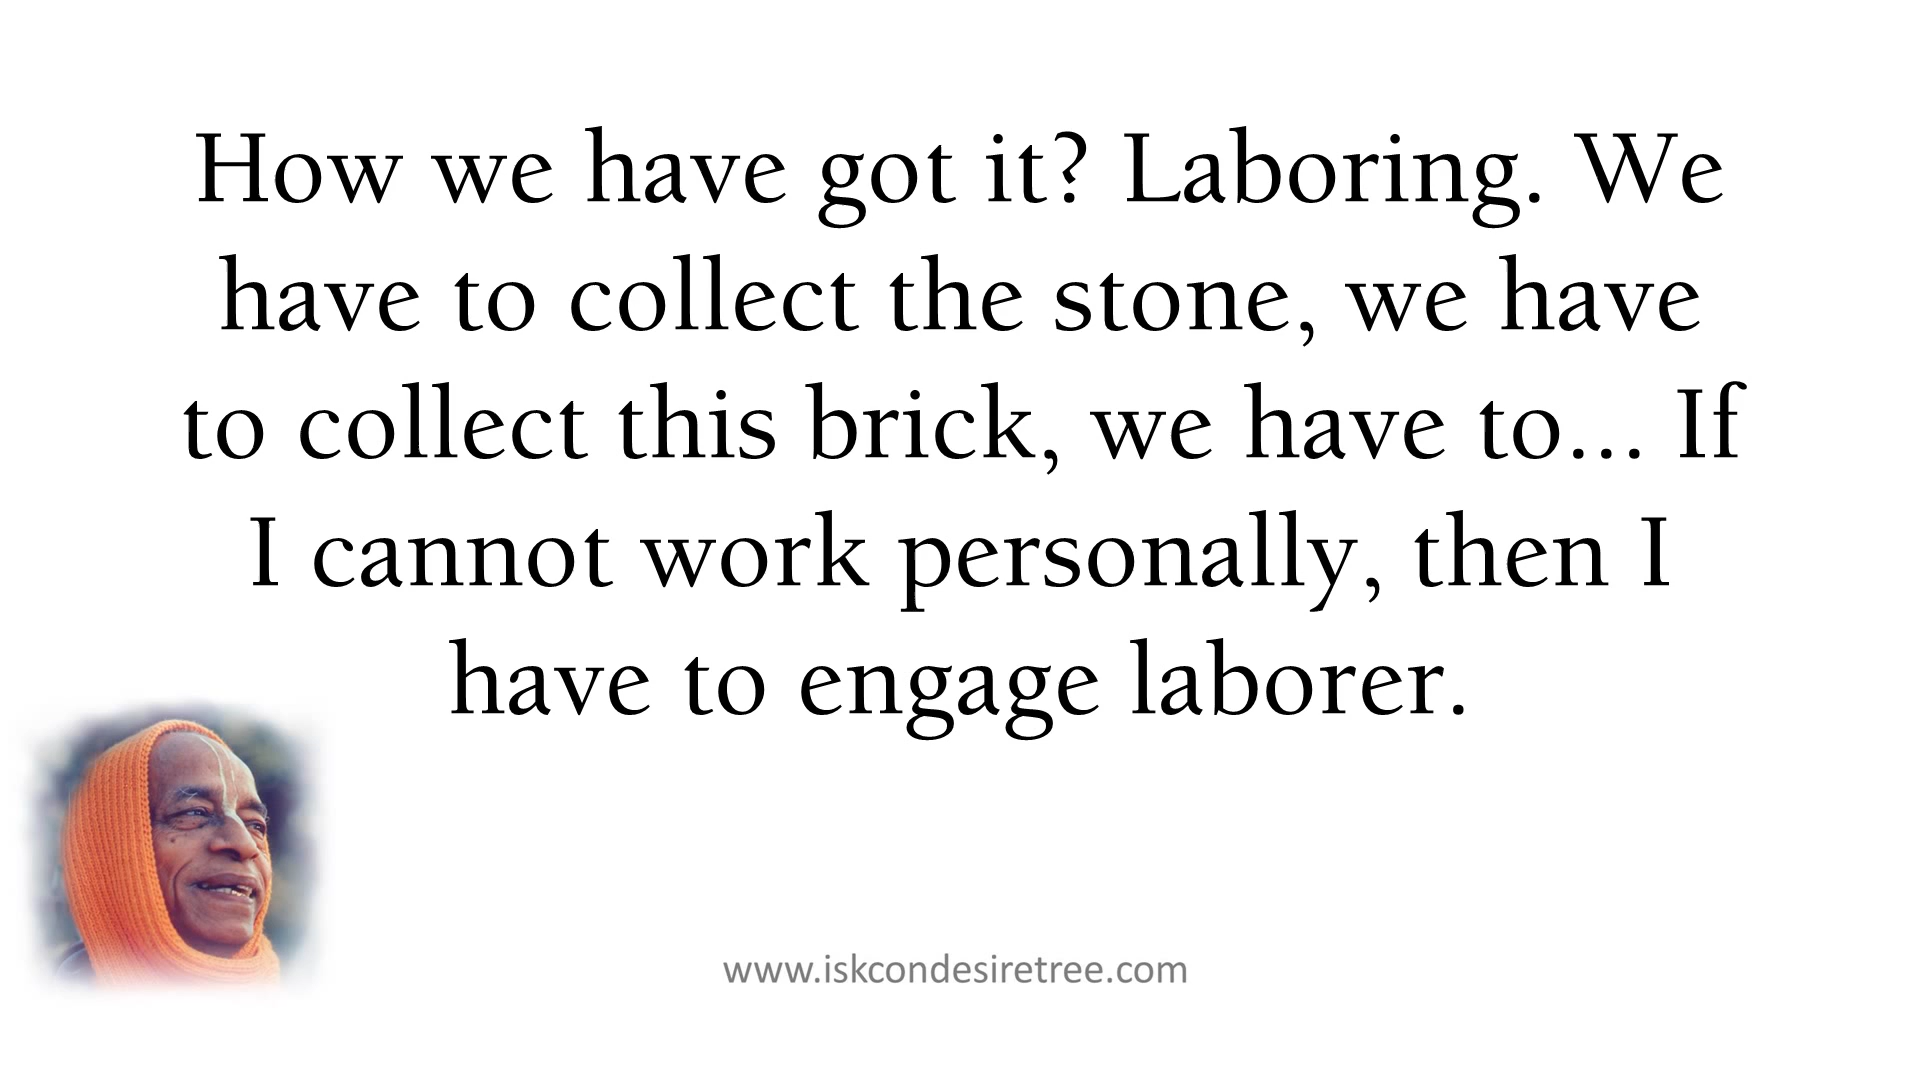 How we have got it? Laboring. We
have to collect the stone, we have
to collect this brick, we have to... If
I cannot work personally, then I
have to engage laborer.
www.iskcondesiretree.com